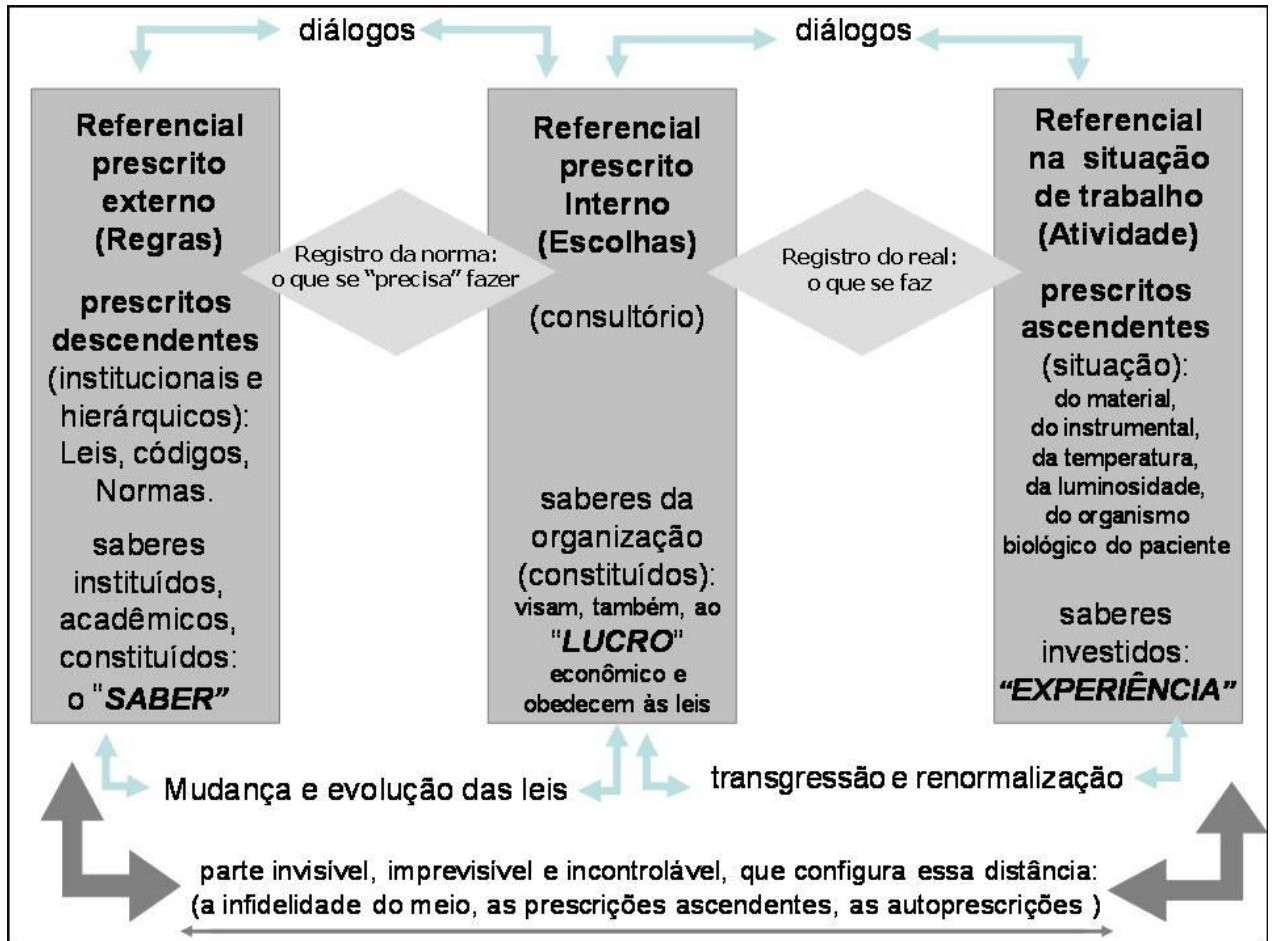 diálogos
diálogos
Referencial
prescrito
externo
(Regras)
prescritos
descendentes
(institucionais e
hierárquicos):
Leis, códigos,
Normas.
saberes
instituídos,
acadêmicos,
constituídos:
o "SABER"
Registro da norma:
o que se "precisa" fazer
Referencial
prescrito
Interno
(Escolhas)
(consultório)
saberes da
organização
(constituídos):
visam, também, ao
"LUCRO"
econômico e
obedecem às leis
Registro do real:
o que se faz
Referencial
na situação
de trabalho
(Atividade)
prescritos
ascendentes
(situação):
do material,
do instrumental,
da temperatura,
da luminosidade,
do organismo
biológico do paciente
saberes
investidos:
"EXPERIÊNCIA"
Mudança e evolução das leis
transgressão e renormalização
parte invisível, imprevisível e incontrolável, que configura essa distância:
(a infidelidade do meio, as prescrições ascendentes, as autoprescrições )